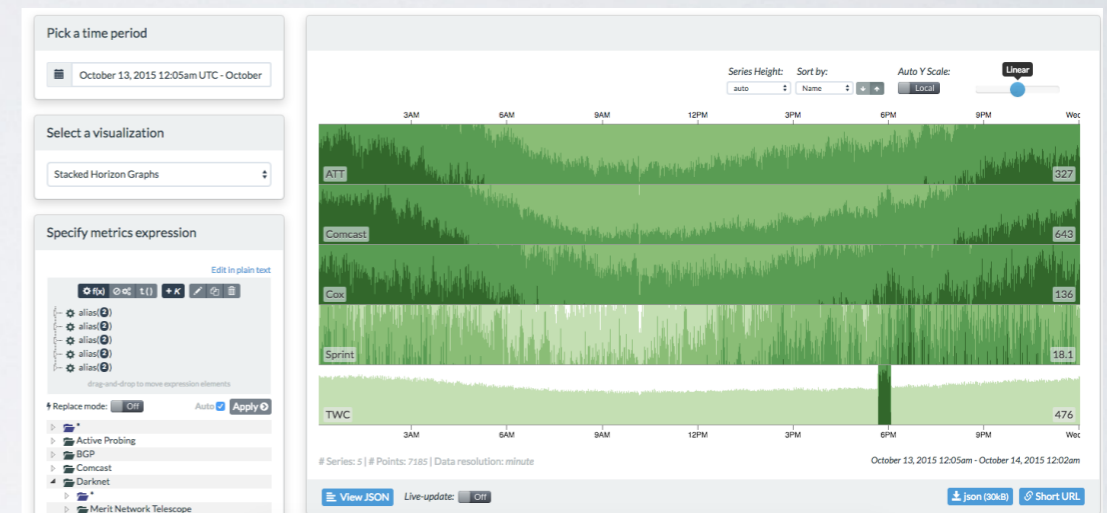 Pick a time period
October 13, 2015 12:05am UTC - October
Select a visualization
Stacked Horizon Graphs
Specify metrics expression
Edit in plain text
f(x) t() + K
alias(2)
alias(2)
alias(2)
alias(2)
alias(2)
drag-and-drop to move expression elements
Replace mode: Off Auto Apply
*
Active Probing
BGP
Comcast
Darknet
*
Merit Network Telescope
Series Height: Sort by: Auto Y Scale: Linear
auto Name Local
3AM 6AM 9AM 12PM 3PM 6PM 9PM Wed
ATT 327
Comcast 643
Cox 136
Sprint 18.1
TWC 476
3AM 6AM 9AM 12PM 3PM 6PM 9PM Wed
# Series: 5 | # Points: 7185 | Data resolution: minute October 13, 2015 12:05am - October 14, 2015 12:02am
View JSON Live-update: Off json (30kB) Short URL